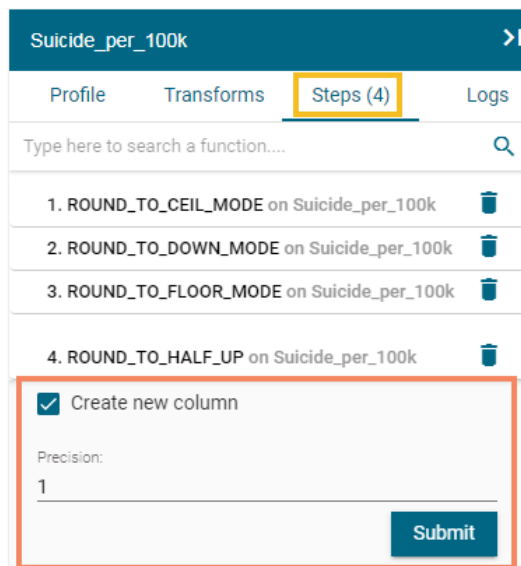 Suicide_per_100k
Profile Transforms Steps (4) Logs
Type here to search a function....
1. ROUND_TO_CEIL_MODE on Suicide_per_100k
2. ROUND_TO_DOWN_MODE on Suicide_per_100k
3. ROUND_TO_FLOOR_MODE on Suicide_per_100k
4. ROUND_TO_HALF_UP on Suicide_per_100k
Create new column
Precision:
1
Submit